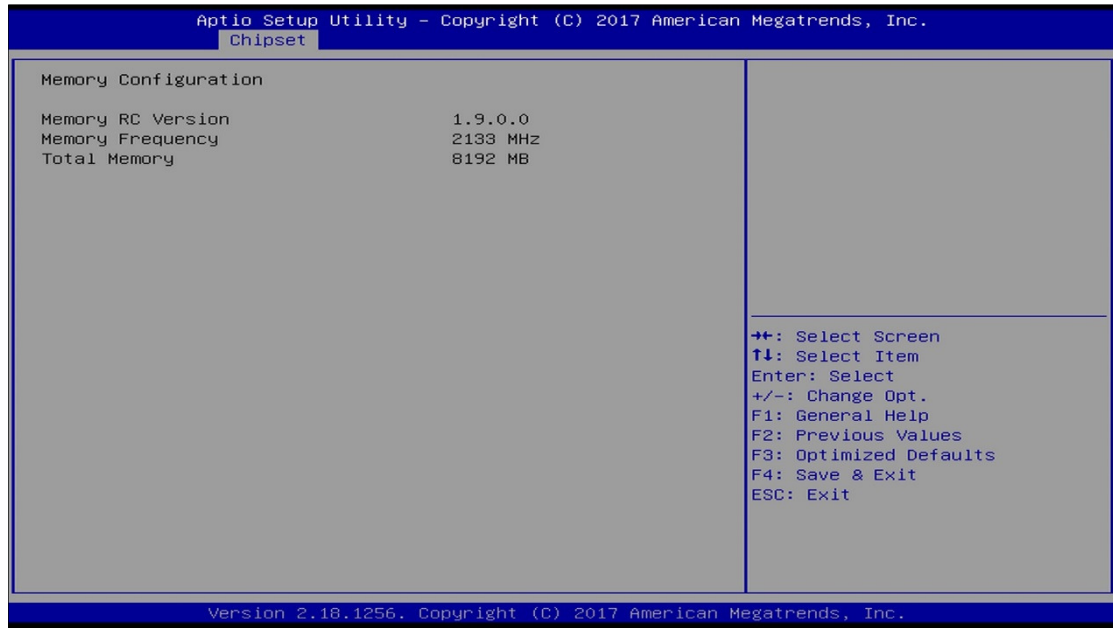 Aptio Setup Utility – Copyright (C) 2017 American Megatrends, Inc.
Chipset
Memory Configuration
Memory RC Version 1.9.0.0
Memory Frequency 2133 MHz
Total Memory 8192 MB
→←: Select Screen
↑↓: Select Item
Enter: Select
+/-: Change Opt.
F1: General Help
F2: Previous Values
F3: Optimized Defaults
F4: Save & Exit
ESC: Exit
Version 2.18.1256. Copyright (C) 2017 American Megatrends, Inc.